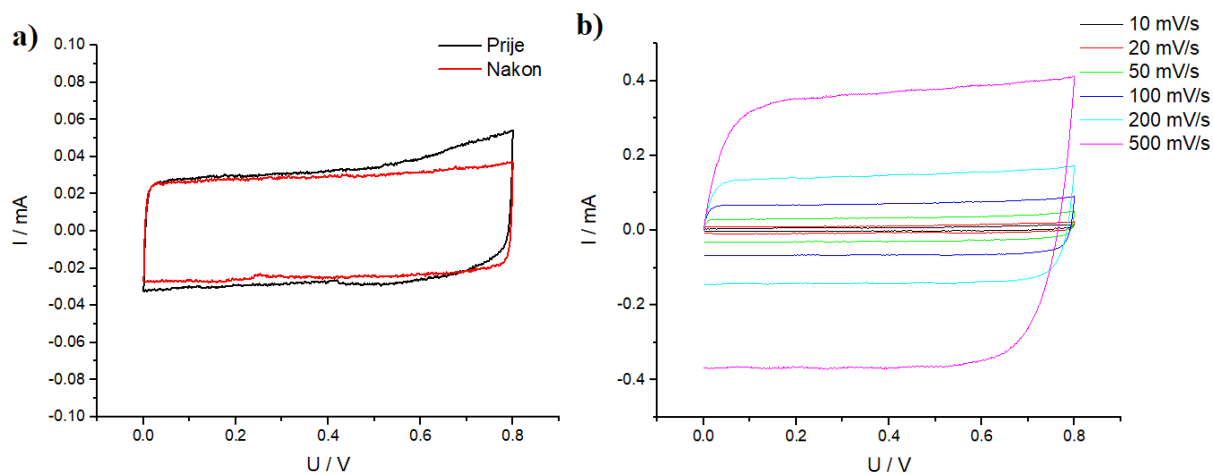 a)
Prije
Nakon
0.10
0.08
0.06
0.04
0.02
0.00
-0.02
-0.04
-0.06
-0.08
-0.10
I / mA
0.0
0.2
0.4
0.6
0.8
U / V
b)
10 mV/s
20 mV/s
50 mV/s
100 mV/s
200 mV/s
500 mV/s
0.4
0.2
0.0
-0.2
-0.4
I / mA
0.0
0.2
0.4
0.6
0.8
U / V